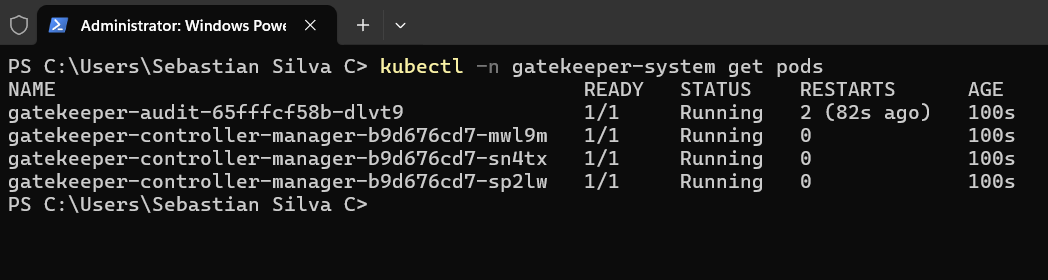 Administrator: Windows Powe
PS C:\Users\Sebastian Silva C> kubectl -n gatekeeper-system get pods
NAME READY STATUS RESTARTS AGE
gatekeeper-audit-65fffcf58b-dlvt9 1/1 Running 2 (82s ago) 100s
gatekeeper-controller-manager-b9d676cd7-mwl9m 1/1 Running 0 100s
gatekeeper-controller-manager-b9d676cd7-sn4tx 1/1 Running 0 100s
gatekeeper-controller-manager-b9d676cd7-sp2lw 1/1 Running 0 100s
PS C:\Users\Sebastian Silva C>